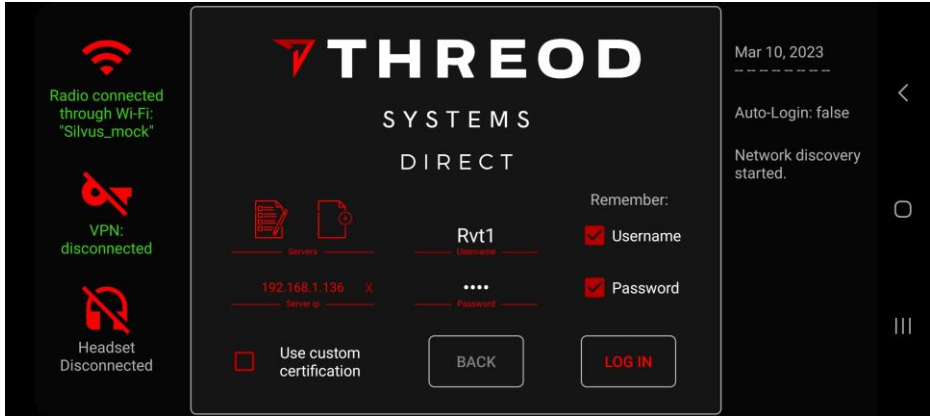 Radio connected
through Wi-Fi:
"Silvus_mock"
VPN:
disconnected
Headset
Disconnected
THREOD
SYSTEMS
DIRECT
Servers
192.168.1.136 X
Server ip
Rvt1
Username
••••
Password
Remember:
Username
Password
Use custom
certification
BACK
LOG IN
Mar 10, 2023
Auto-Login: false
Network discovery
started.